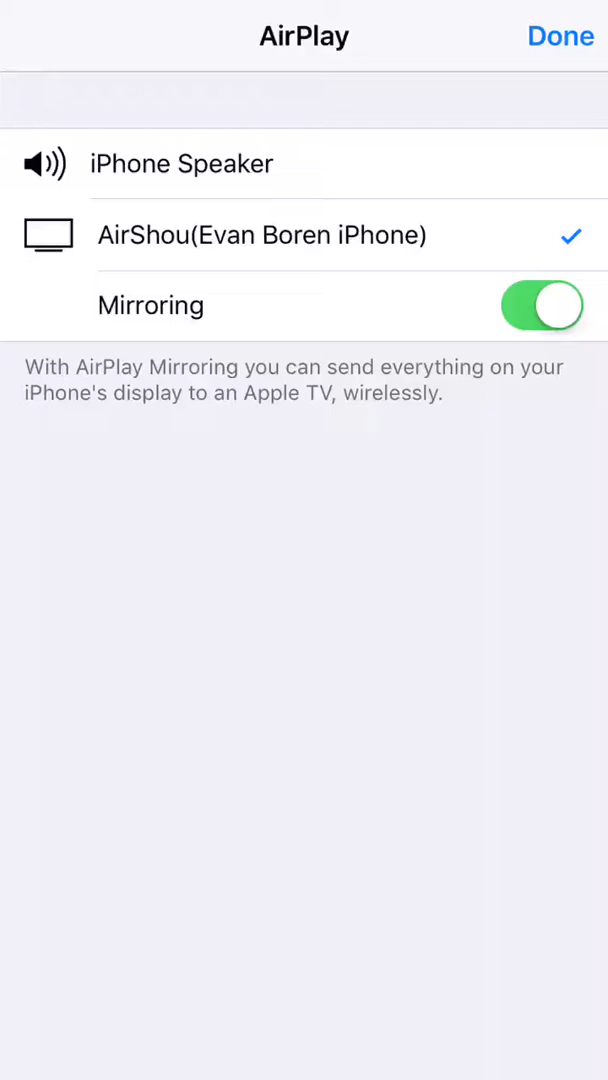 AirPlay
Done
iPhone Speaker
AirShou(Evan Boren iPhone)
Mirroring
With AirPlay Mirroring you can send everything on your
iPhone's display to an Apple TV, wirelessly.